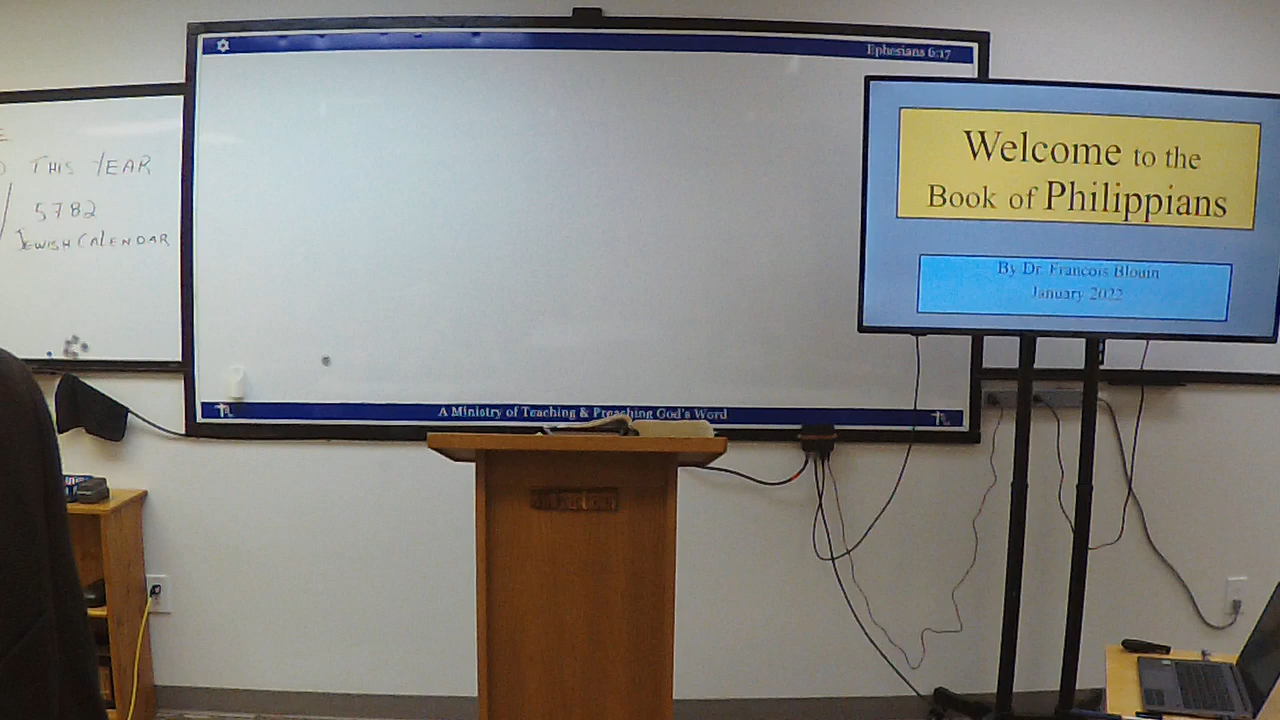 THIS YEAR
5782
JEWISH CALENDAR
Ephesians 6:17
A Ministry of Teaching & Preaching God's Word
Welcome to the
Book of Philippians
By Dr. Francois Blouin
January 2022